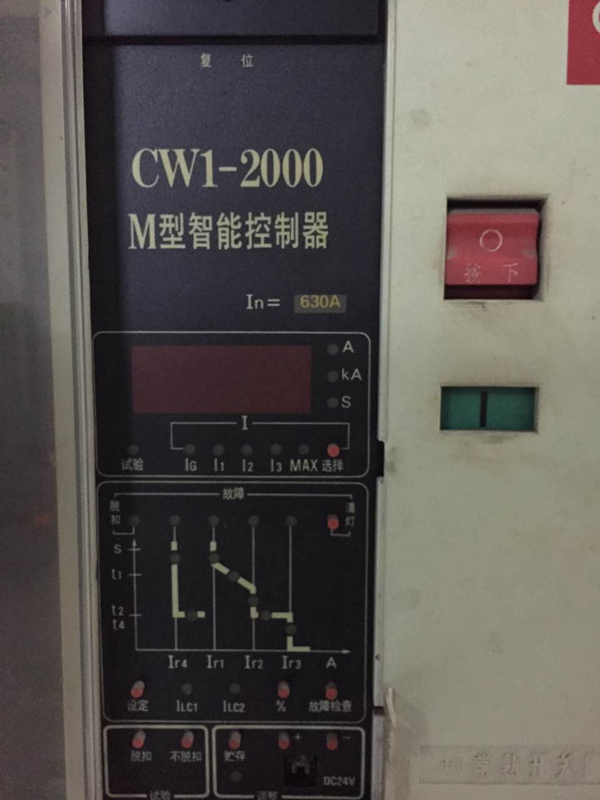 复 位
CW1-2000
M型智能控制器
In= 630A
A
kA
S
I
试验 IG I1 I2 I3 MAX 选择
故障
脱扣
清灯
S
t1
t2
t4
Ir4 Ir1 Ir2 Ir3 A
设定 ILC1 ILC2 % 故障检查
脱扣 不脱扣 贮存 + -
DC24V
试验 调整
按 下